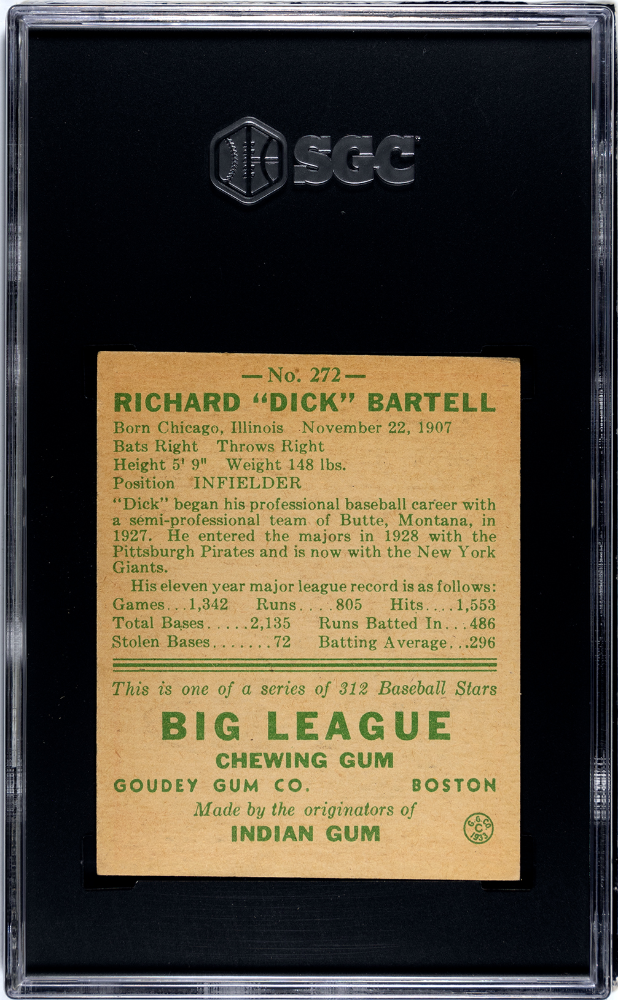 SGC
— No. 272 —
RICHARD “DICK” BARTELL
Born Chicago, Illinois November 22, 1907
Bats Right Throws Right
Height 5' 9" Weight 148 lbs.
Position INFIELDER
“Dick” began his professional baseball career with
a semi-professional team of Butte, Montana, in
1927. He entered the majors in 1928 with the
Pittsburgh Pirates and is now with the New York
Giants.
His eleven year major league record is as follows:
Games...1,342 Runs....805 Hits....1,553
Total Bases.....2,135 Runs Batted In...486
Stolen Bases.......72 Batting Average...296
This is one of a series of 312 Baseball Stars
BIG LEAGUE
CHEWING GUM
GOUDEY GUM CO. BOSTON
Made by the originators of
INDIAN GUM
G.G.Co.
C
1933